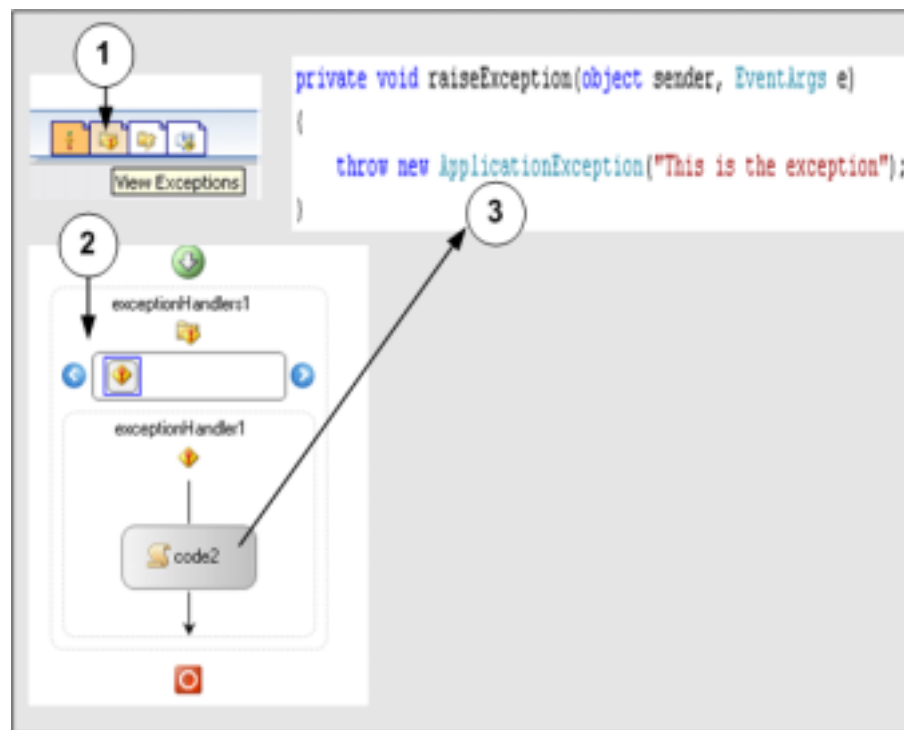 1
View Exceptions
private void raiseException(object sender, EventArgs e)
{
throw new ApplicationException("This is the exception");
}
3
2
exceptionHandlers1
exceptionHandler1
code2